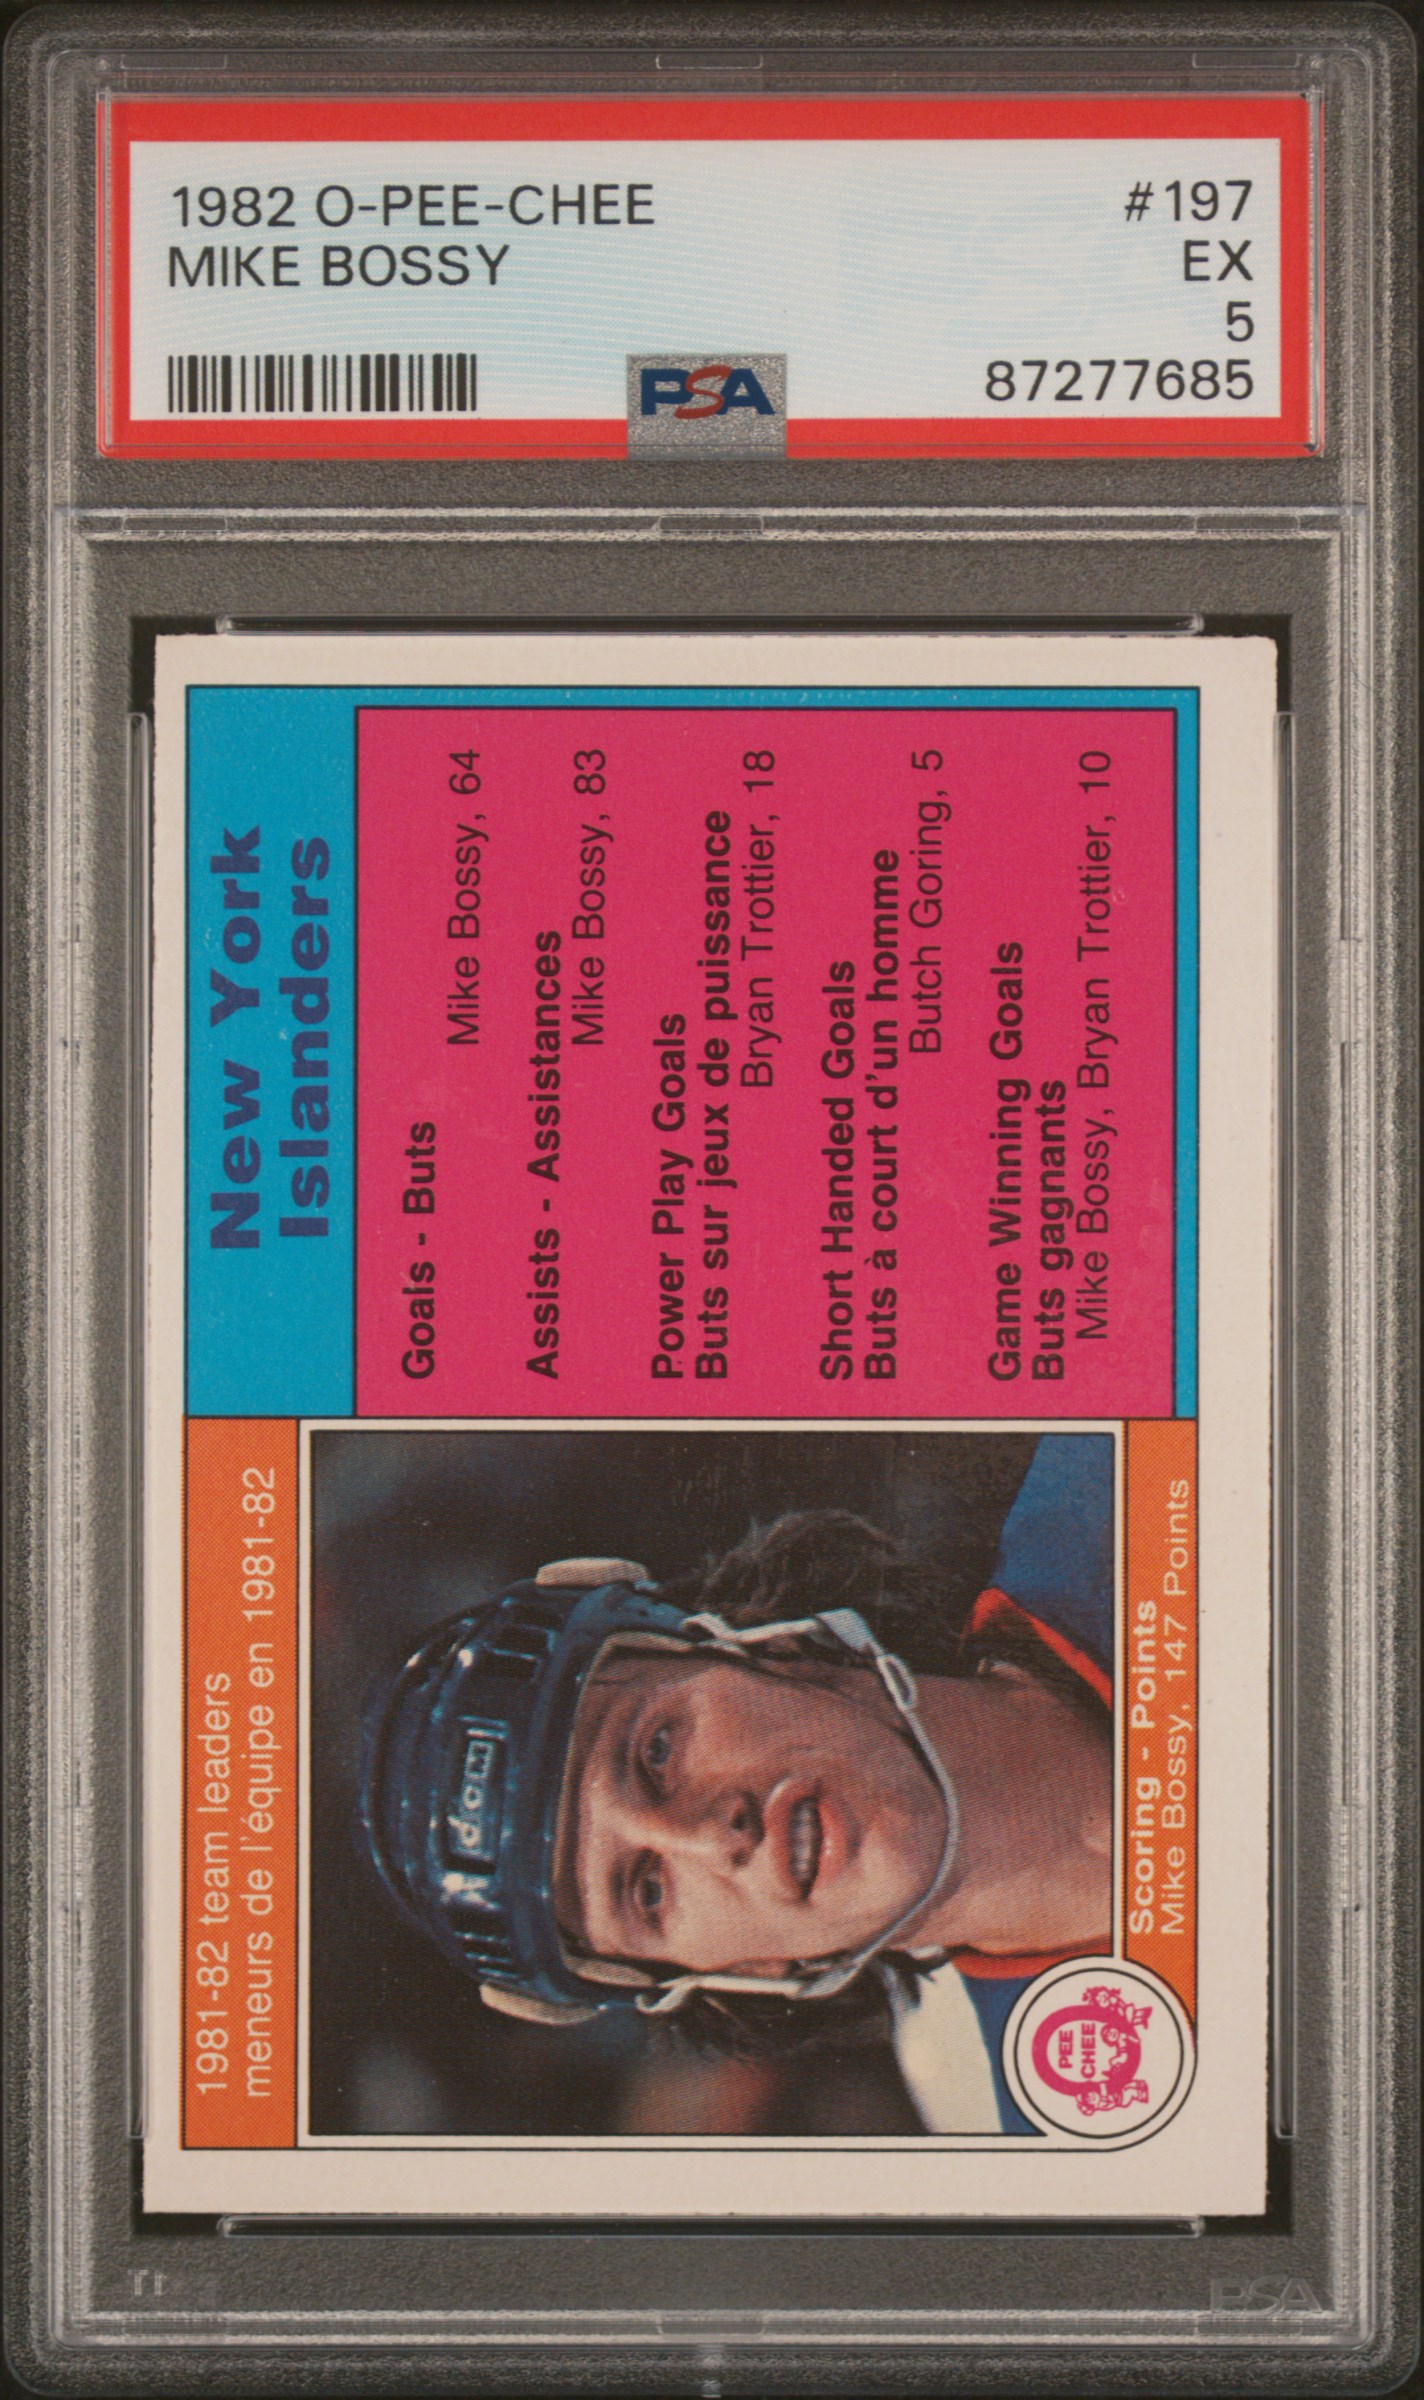 1982 O-PEE-CHEE
MIKE BOSSY
#197
EX
5
87277685
PSA
New York
Islanders
Goals - Buts
Mike Bossy, 64
Assists - Assistances
Mike Bossy, 83
Power Play Goals
Buts sur jeux de puissance
Bryan Trottier, 18
Short Handed Goals
Buts à court d'un homme
Butch Goring, 5
Game Winning Goals
Buts gagnants
Mike Bossy, Bryan Trottier, 10
1981-82 team leaders
meneurs de l'équipe en 1981-82
Scoring - Points
Mike Bossy, 147 Points
PEE
CHEE
PSA